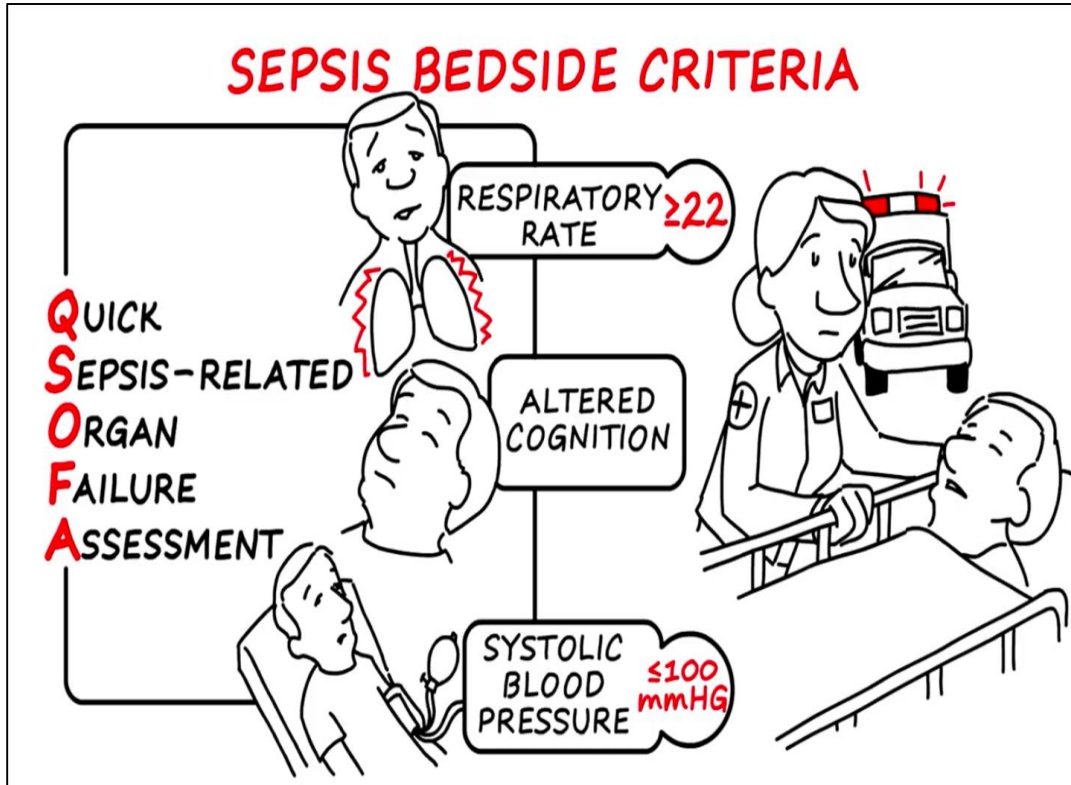 SEPSIS BEDSIDE CRITERIA
RESPIRATORY
RATE
≥22
QUICK
SEPSIS-RELATED
ORGAN
FAILURE
ASSESSMENT
ALTERED
COGNITION
SYSTOLIC
BLOOD
PRESSURE
≤100
mmHG